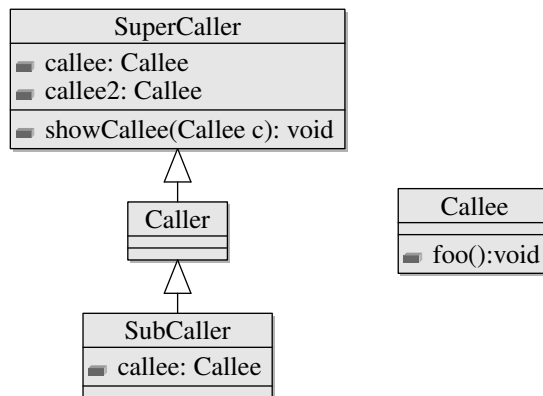 SuperCaller
callee: Callee
callee2: Callee
showCallee(Callee c): void
Caller
Callee
foo():void
SubCaller
callee: Callee